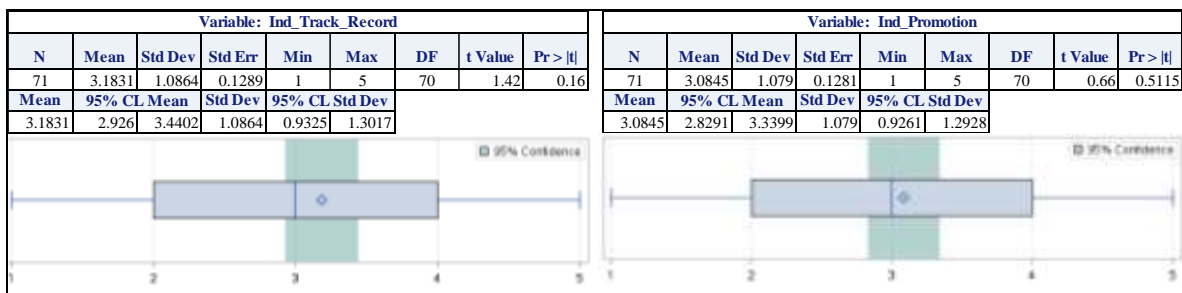 Variable: Ind_Track_Record
N Mean Std Dev Std Err Min Max DF t Value Pr > |t|
71 3.1831 1.0864 0.1289 1 5 70 1.42 0.16
Mean 95% CL Mean Std Dev 95% CL Std Dev
3.1831 2.926 3.4402 1.0864 0.9325 1.3017
95% Confidence
1 2 3 4 5
Variable: Ind_Promotion
N Mean Std Dev Std Err Min Max DF t Value Pr > |t|
71 3.0845 1.079 0.1281 1 5 70 0.66 0.5115
Mean 95% CL Mean Std Dev 95% CL Std Dev
3.0845 2.8291 3.3399 1.079 0.9261 1.2928
95% Confidence
1 2 3 4 5